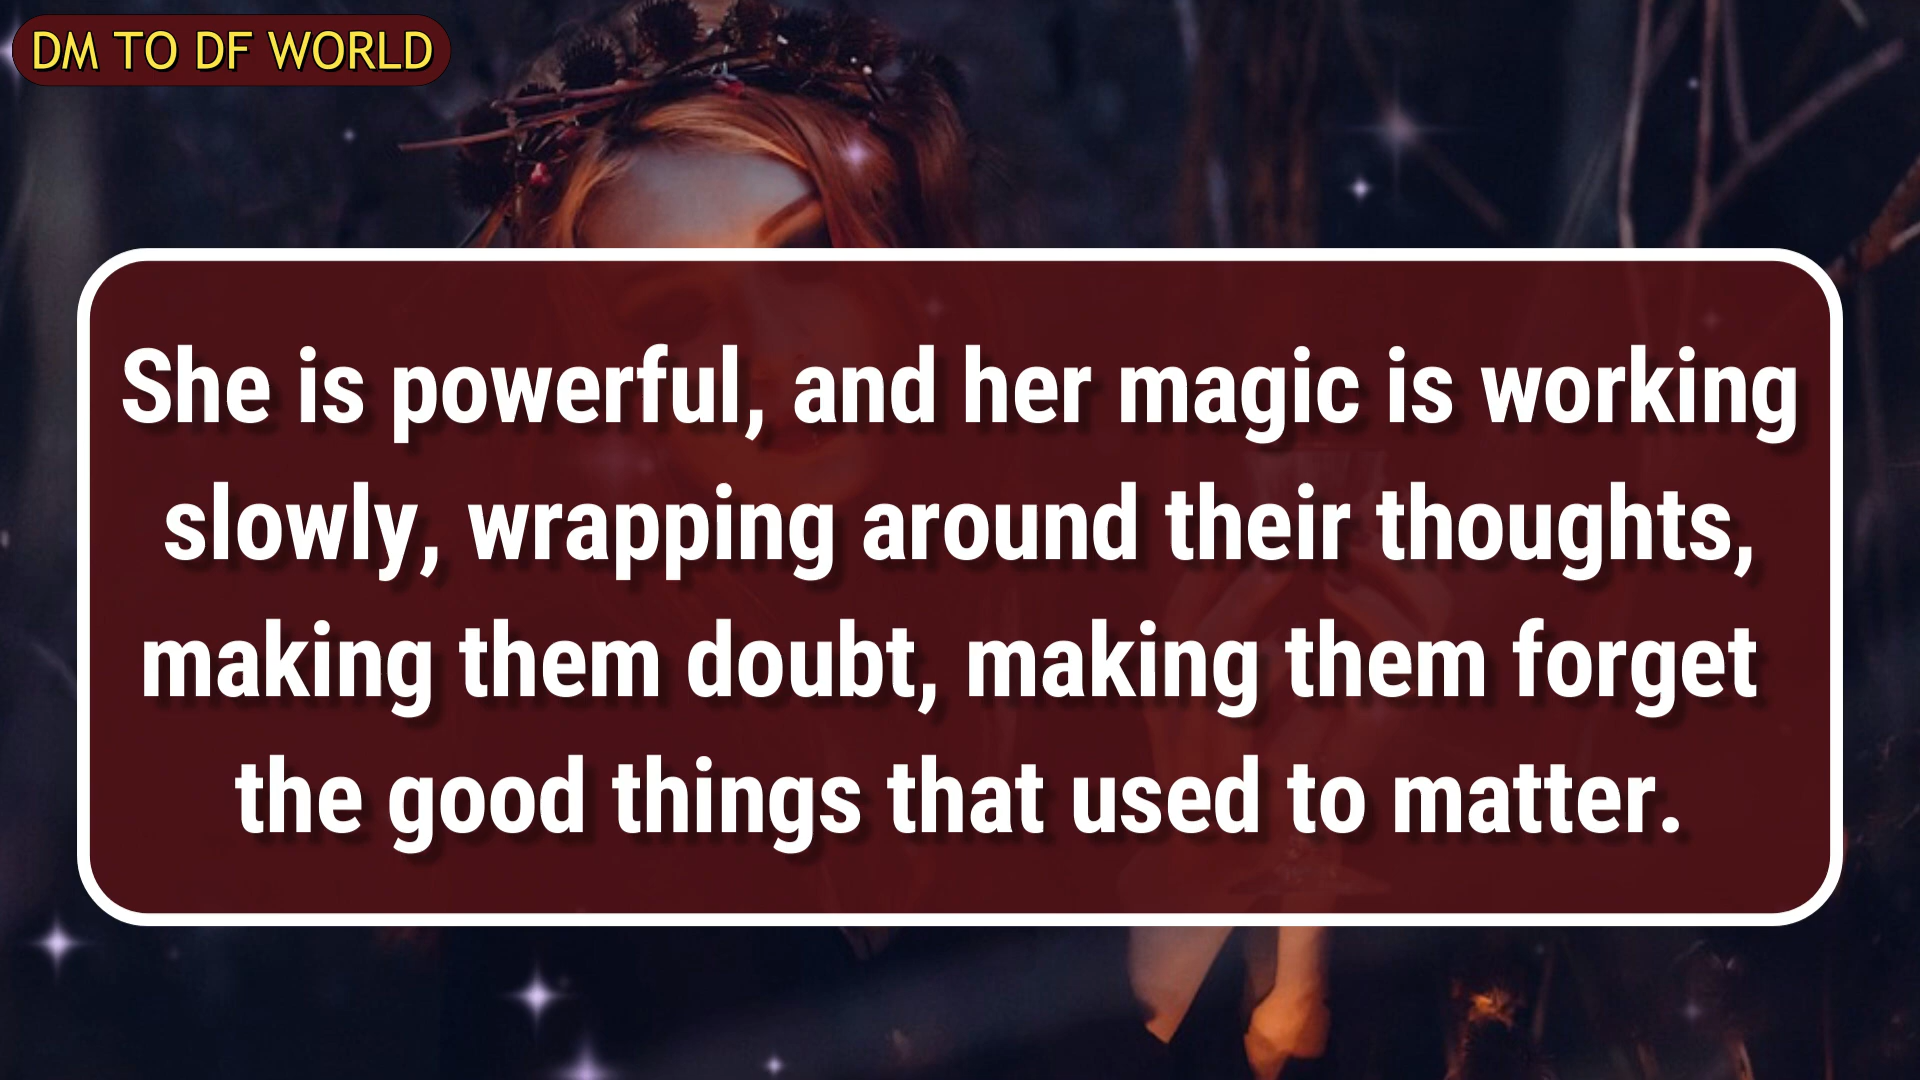 DM TO DF WORLD
She is powerful, and her magic is working
slowly, wrapping around their thoughts,
making them doubt, making them forget
the good things that used to matter.